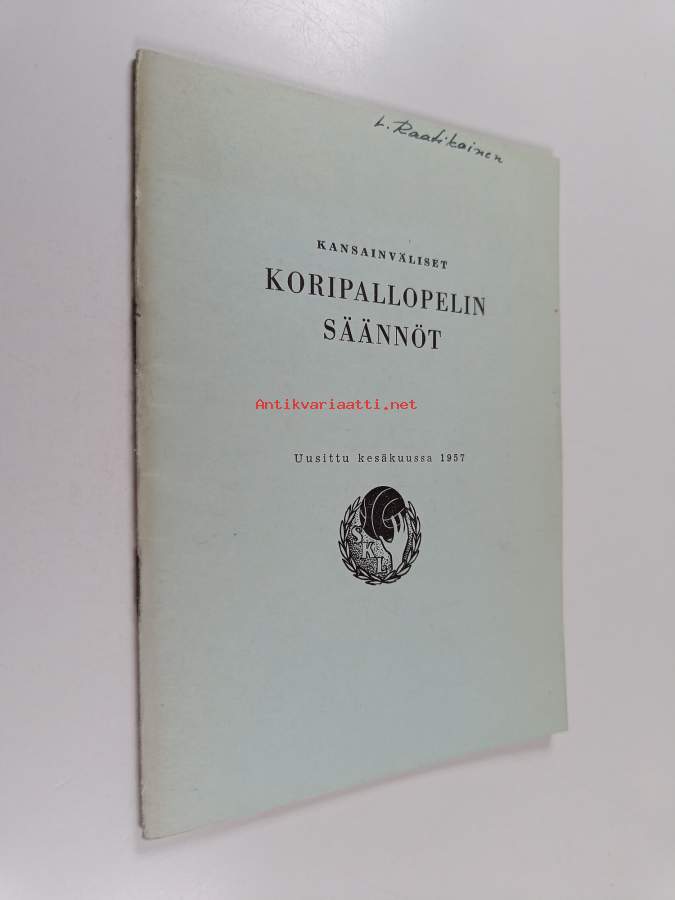 L. Raatikainen
KANSAINVÄLISET
KORIPALLOPELIN
SÄÄNNÖT
Antikvariaatti.net
Uusittu kesäkuussa 1957
SKL